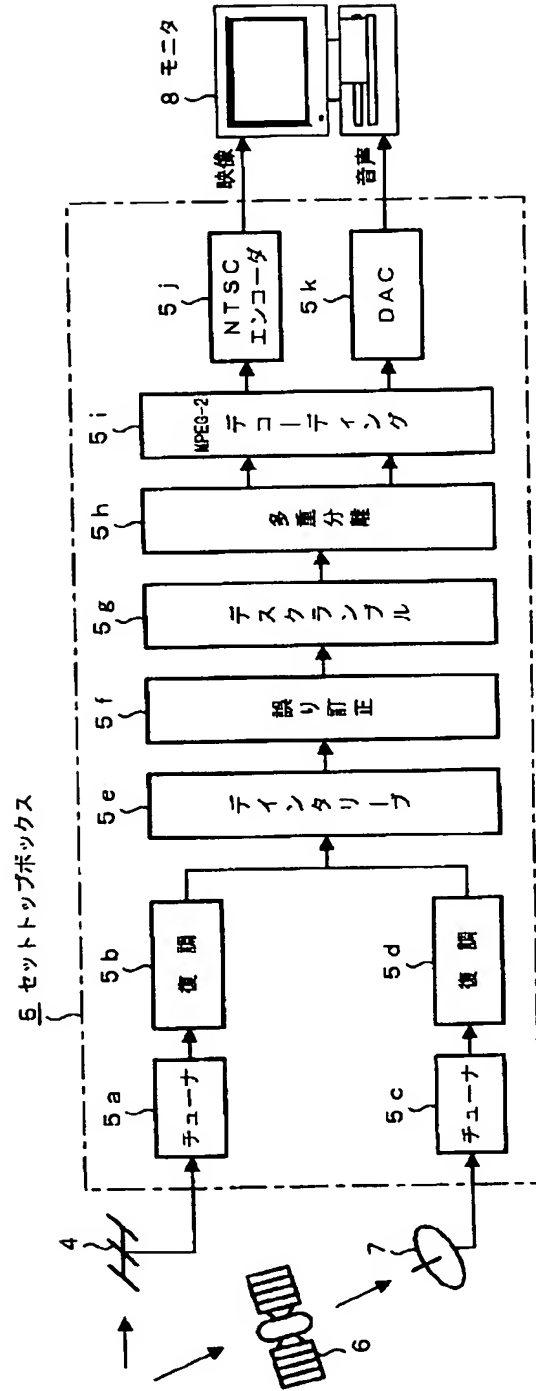 5 セットトップボックス
4
6
7
5a
チューナ
5b
復調
5c
チューナ
5d
復調
5e
デインタリーブ
5f
誤り訂正
5g
デスクランブル
5h
多重分離
5i
MPEG-2
デコーディング
5j
NTSC
エンコーダ
5k
DAC
映像
音声
8 モニタ